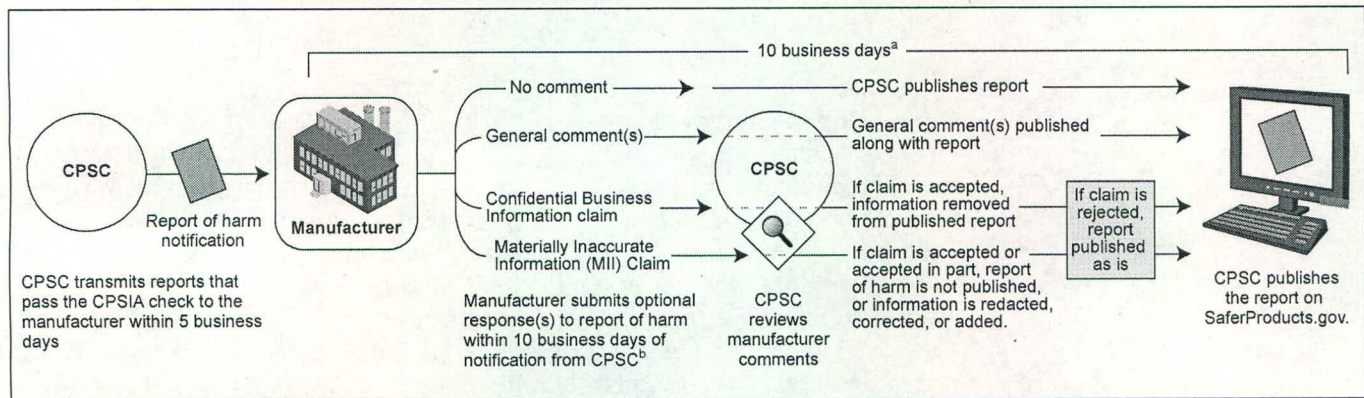 10 business daysᵃ
CPSC
Report of harm
notification
CPSC transmits reports that
pass the CPSIA check to the
manufacturer within 5 business
days
Manufacturer
No comment
General comment(s)
Confidential Business
Information claim
Materially Inaccurate
Information (MII) Claim
Manufacturer submits optional
response(s) to report of harm
within 10 business days of
notification from CPSCᵇ
CPSC
CPSC
reviews
manufacturer
comments
CPSC publishes report
General comment(s) published
along with report
If claim is accepted,
information removed
from published report
If claim is accepted or
accepted in part, report
of harm is not published,
or information is redacted,
corrected, or added.
If claim is
rejected,
report
published
as is
CPSC publishes
the report on
SaferProducts.gov.